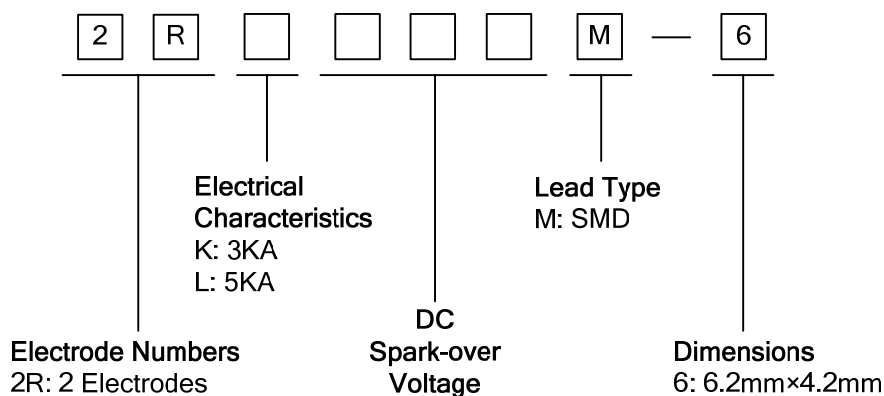 2 R M — 6
Electrical
Characteristics
K: 3KA
L: 5KA
Lead Type
M: SMD
DC
Spark-over
Voltage
Electrode Numbers
2R: 2 Electrodes
Dimensions
6: 6.2mm×4.2mm